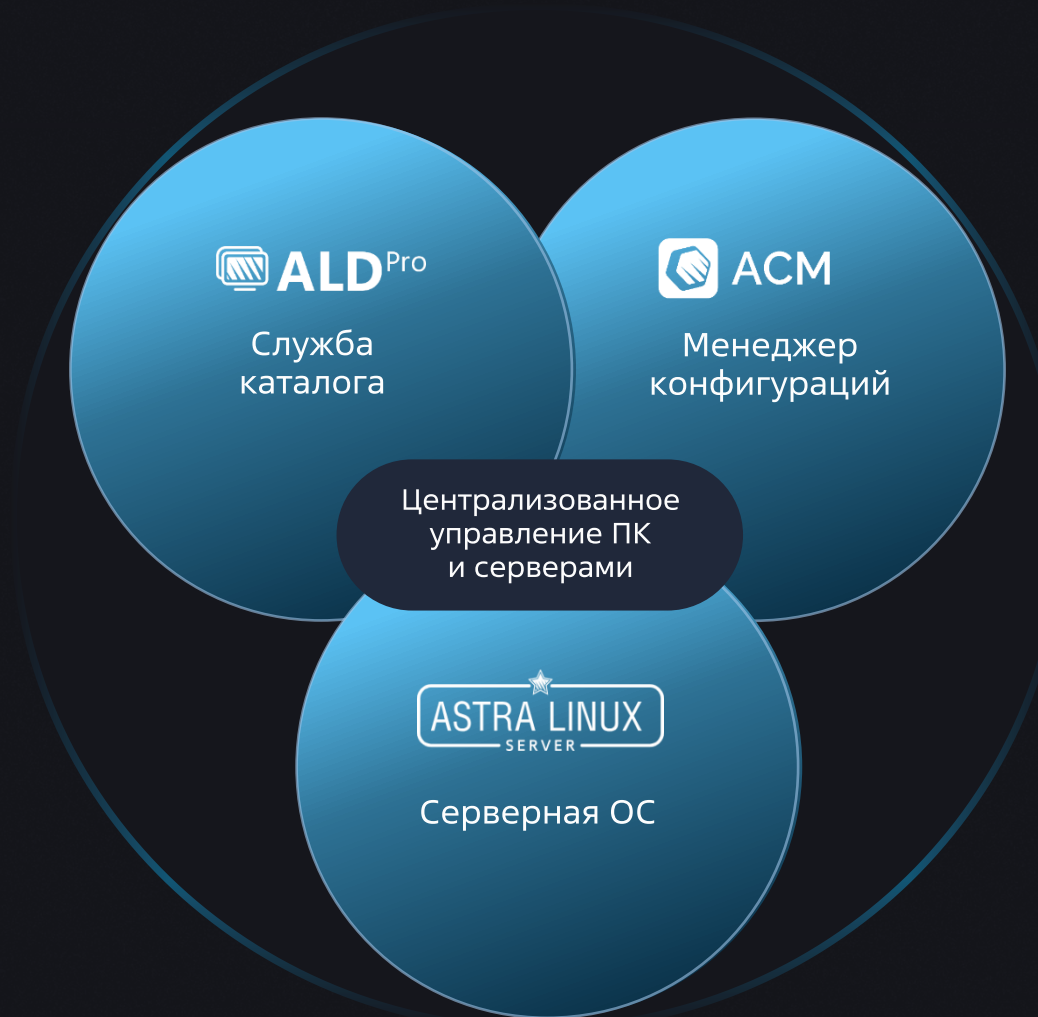 ALD Pro
Служба
каталога
ACM
Менеджер
конфигураций
Централизованное
управление ПК
и серверами
ASTRA LINUX
SERVER
Серверная ОС